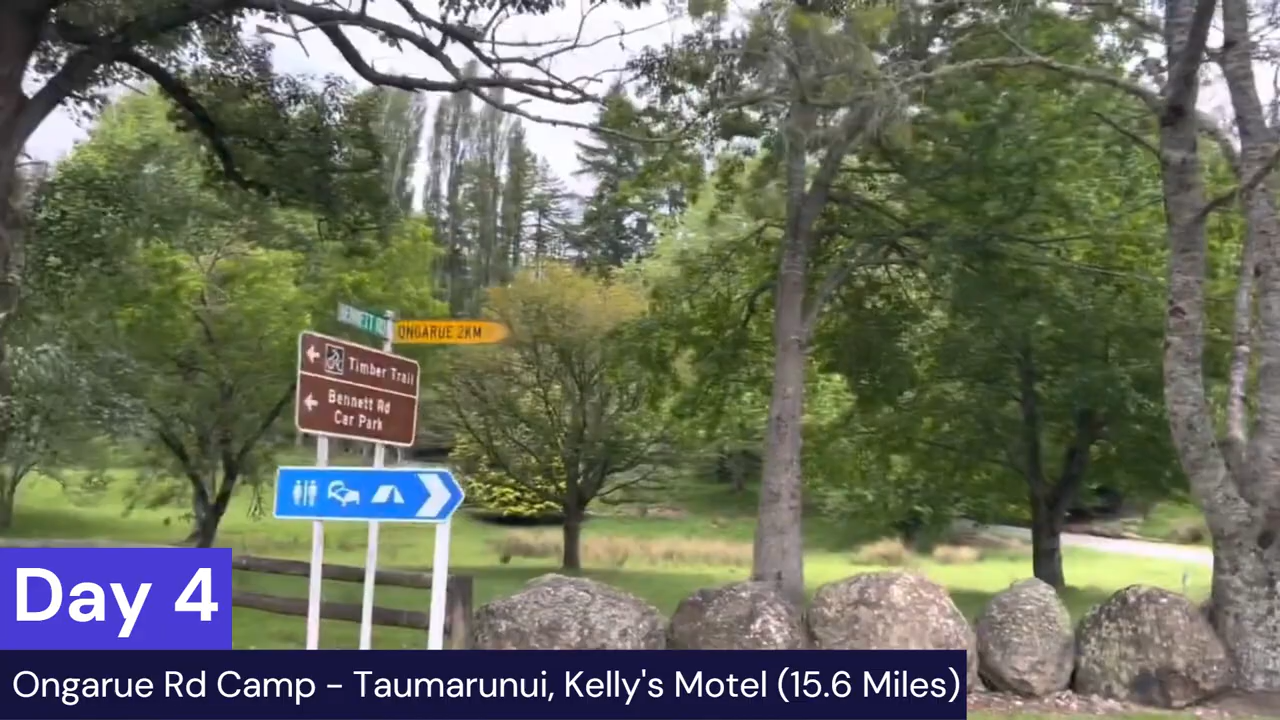 ONGARUE 2KM
Timber Trail
Bennett Rd
Car Park
Day 4
Ongarue Rd Camp - Taumarunui, Kelly's Motel (15.6 Miles)